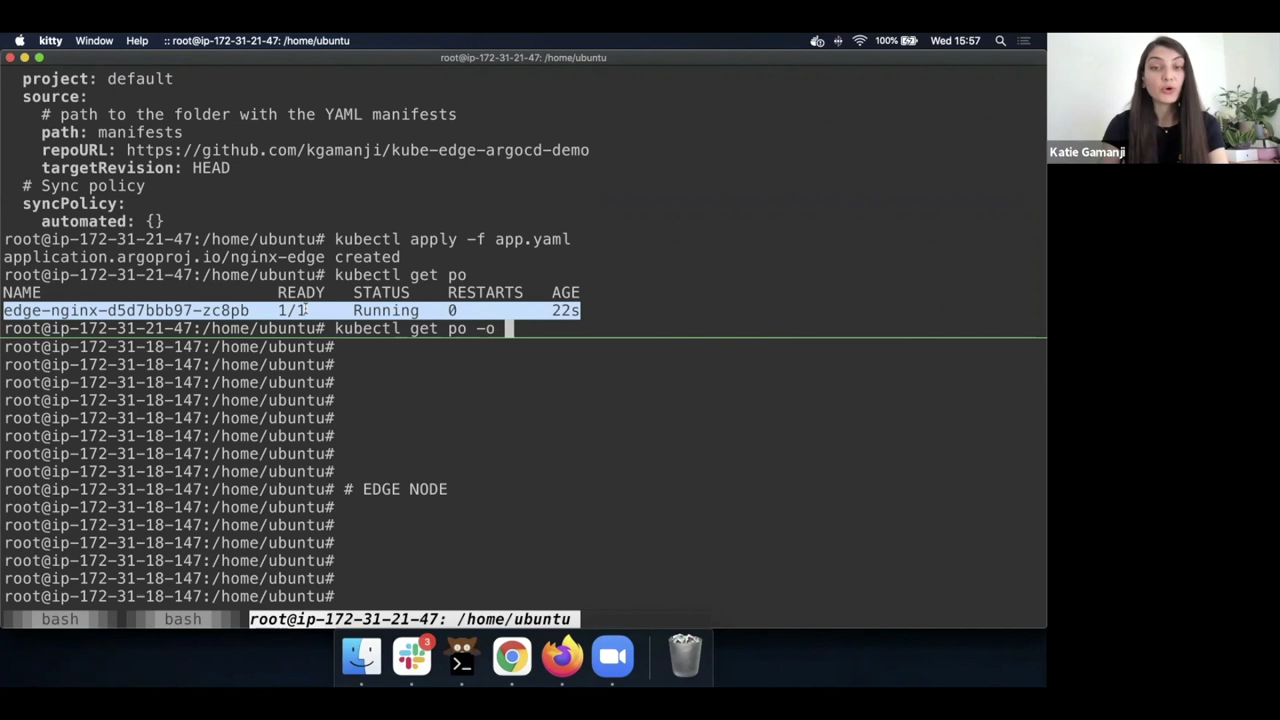 kitty Window Help :: root@ip-172-31-21-47: /home/ubuntu 100% Wed 15:57
root@ip-172-31-21-47: /home/ubuntu
project: default
source:
# path to the folder with the YAML manifests
path: manifests
repoURL: https://github.com/kgamanji/kube-edge-argocd-demo
targetRevision: HEAD
# Sync policy
syncPolicy:
automated: {}
root@ip-172-31-21-47:/home/ubuntu# kubectl apply -f app.yaml
application.argoproj.io/nginx-edge created
root@ip-172-31-21-47:/home/ubuntu# kubectl get po
NAME READY STATUS RESTARTS AGE
edge-nginx-d5d7bbb97-zc8pb 1/1 Running 0 22s
root@ip-172-31-21-47:/home/ubuntu# kubectl get po -o
root@ip-172-31-18-147:/home/ubuntu#
root@ip-172-31-18-147:/home/ubuntu#
root@ip-172-31-18-147:/home/ubuntu#
root@ip-172-31-18-147:/home/ubuntu#
root@ip-172-31-18-147:/home/ubuntu#
root@ip-172-31-18-147:/home/ubuntu#
root@ip-172-31-18-147:/home/ubuntu#
root@ip-172-31-18-147:/home/ubuntu#
root@ip-172-31-18-147:/home/ubuntu# # EDGE NODE
root@ip-172-31-18-147:/home/ubuntu#
root@ip-172-31-18-147:/home/ubuntu#
root@ip-172-31-18-147:/home/ubuntu#
root@ip-172-31-18-147:/home/ubuntu#
root@ip-172-31-18-147:/home/ubuntu#
root@ip-172-31-18-147:/home/ubuntu#
bash bash root@ip-172-31-21-47: /home/ubuntu
3
Katie Gamanji